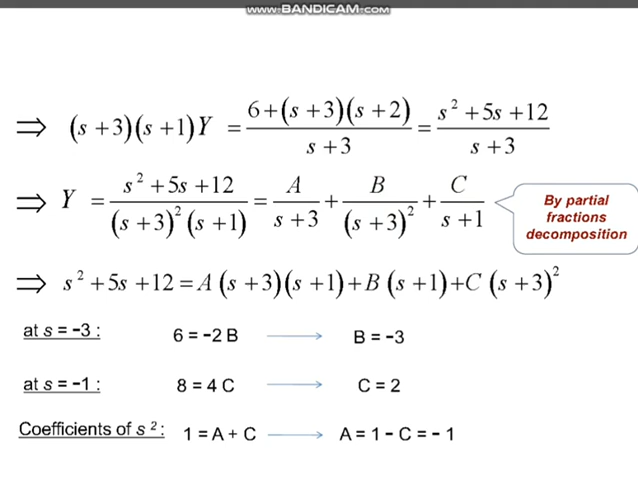 www.BANDICAM.com
⇒ (s+3)(s+1)Y = (6+(s+3)(s+2))/(s+3) = (s²+5s+12)/(s+3)
⇒ Y = (s²+5s+12)/((s+3)²(s+1)) = A/(s+3) + B/(s+3)² + C/(s+1)
By partial
fractions
decomposition
⇒ s²+5s+12 = A(s+3)(s+1)+B(s+1)+C(s+3)²
at s = -3 : 6 = -2 B → B = -3
at s = -1 : 8 = 4 C → C = 2
Coefficients of s² : 1 = A + C → A = 1 - C = - 1